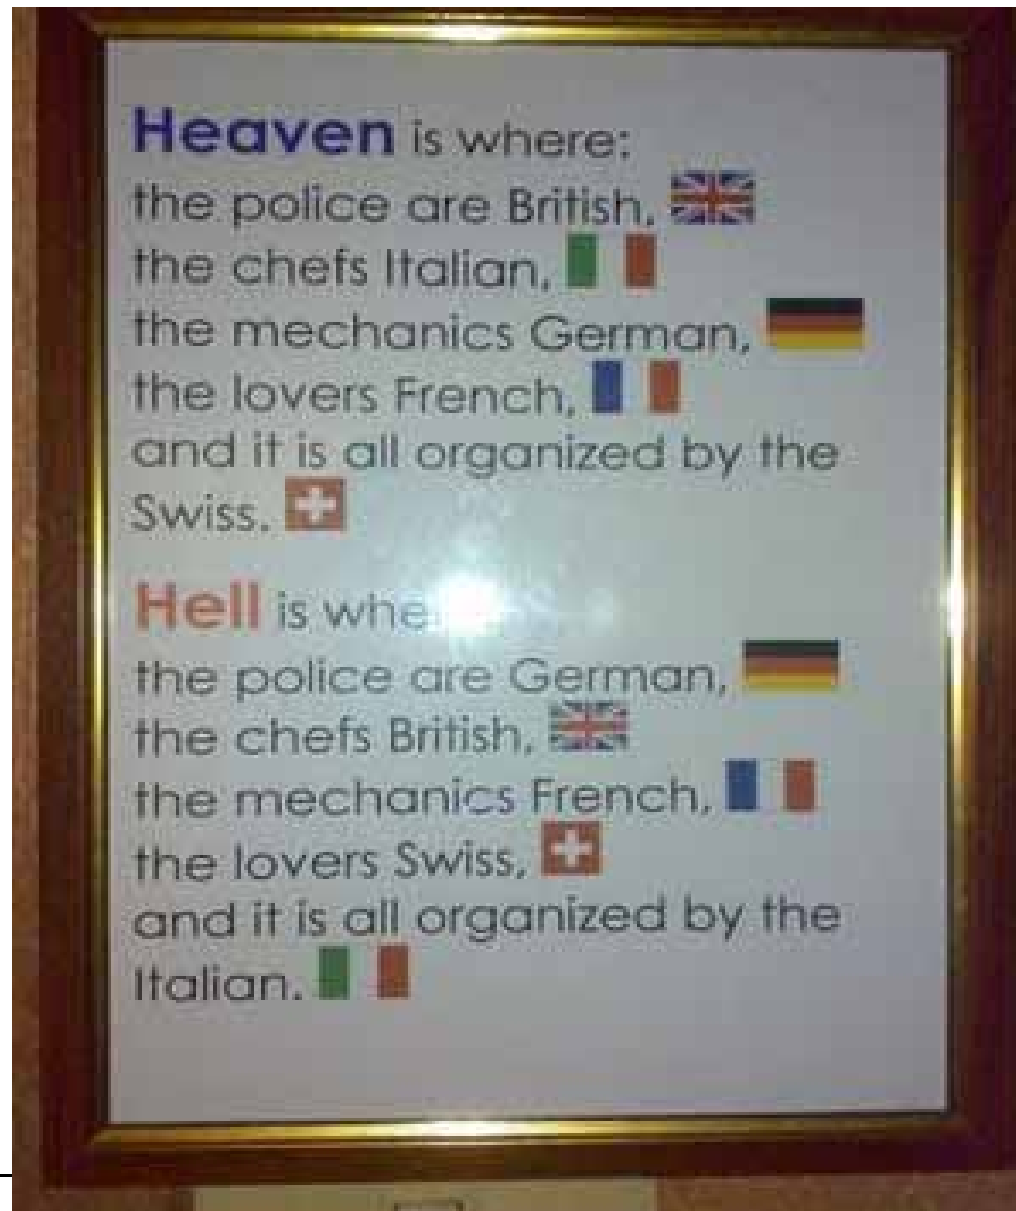 Heaven is where:
the police are British,
the chefs Italian,
the mechanics German,
the lovers French,
and it is all organized by the
Swiss.
Hell is
the police are German,
the chefs British,
the mechanics French,
the lovers Swiss,
and it is all organized by the
Italian.